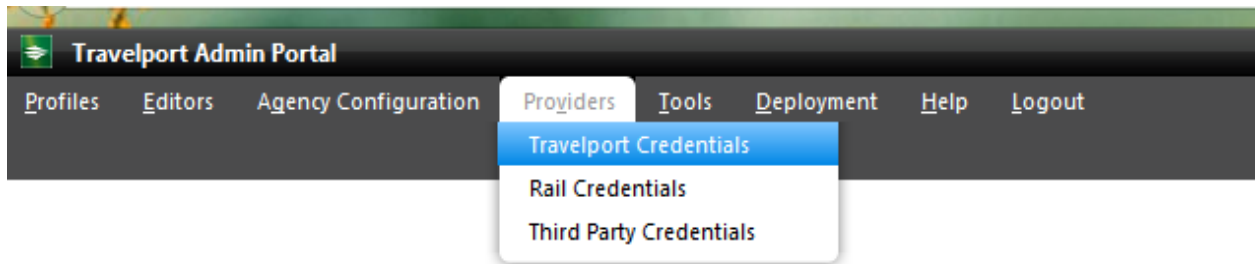 Travelport Admin Portal
Profiles Editors Agency Configuration Providers Tools Deployment Help Logout
Travelport Credentials
Rail Credentials
Third Party Credentials